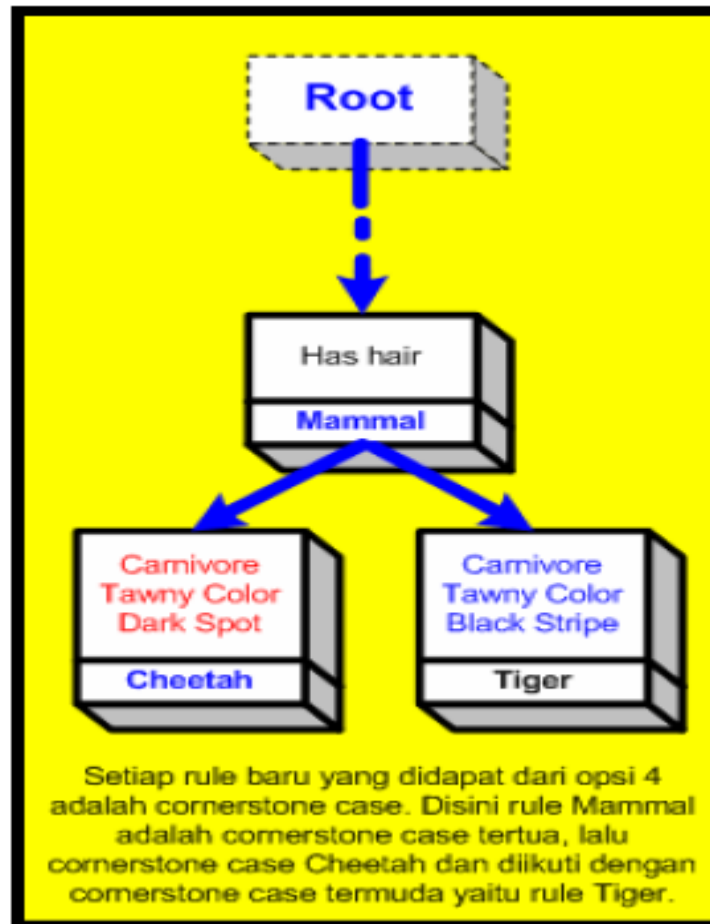 Root
Has hair
Mammal
Carnivore
Tawny Color
Dark Spot
Cheetah
Carnivore
Tawny Color
Black Stripe
Tiger
Setiap rule baru yang didapat dari opsi 4
adalah cornerstone case. Disini rule Mammal
adalah cornerstone case tertua, lalu
cornerstone case Cheetah dan diikuti dengan
cornerstone case termuda yaitu rule Tiger.